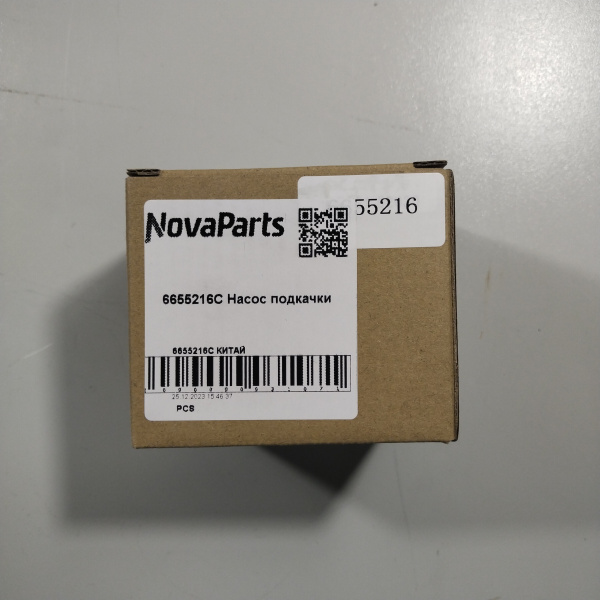 NovaParts
55216
6655216C Насос подкачки
6655216C КИТАЙ
25.12.2023 15:46:37
PCS